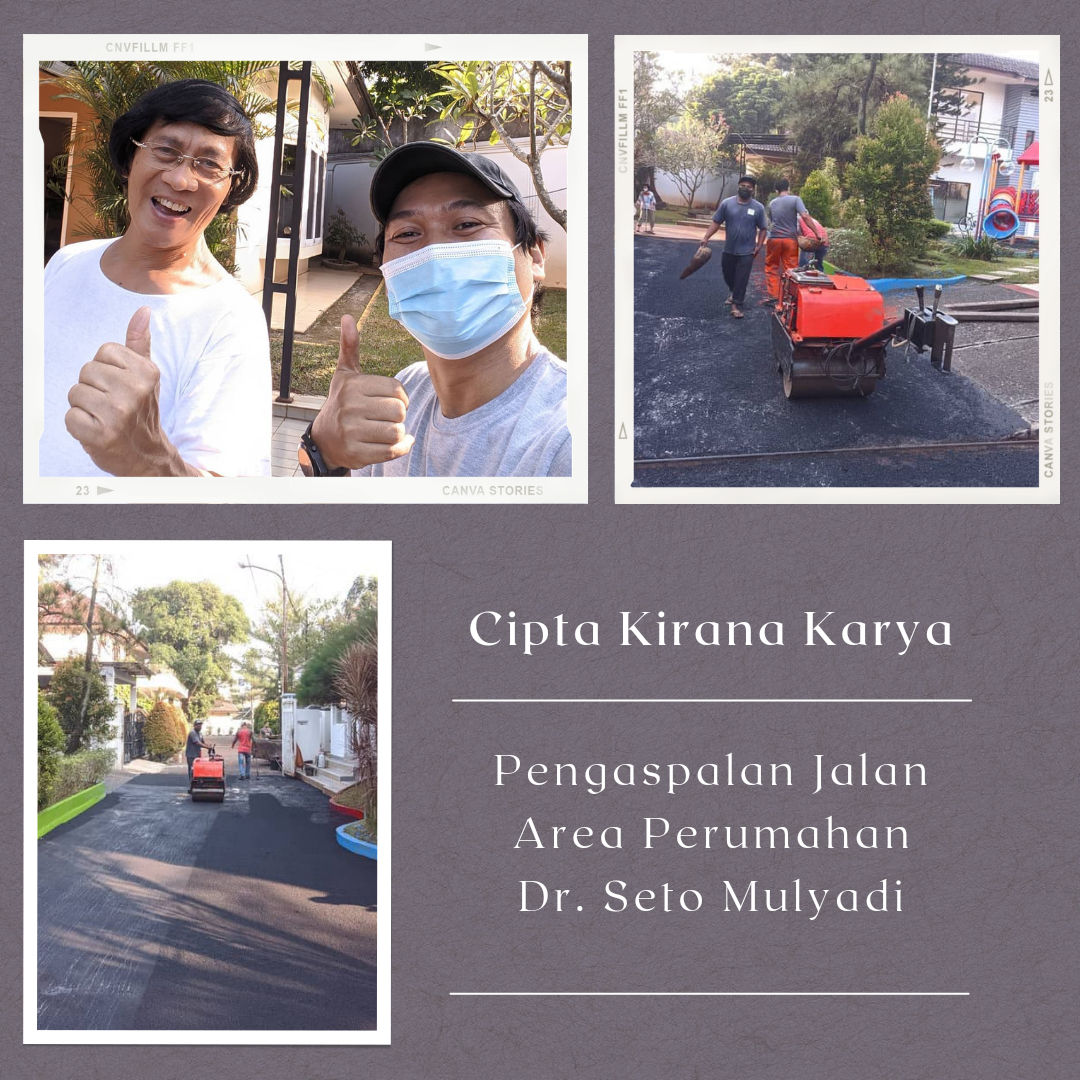 CNVFILLM FF1
23
CANVA STORIES
CNVFILLM FF1
23
CANVA STORIES
Cipta Kirana Karya
Pengaspalan Jalan
Area Perumahan
Dr. Seto Mulyadi